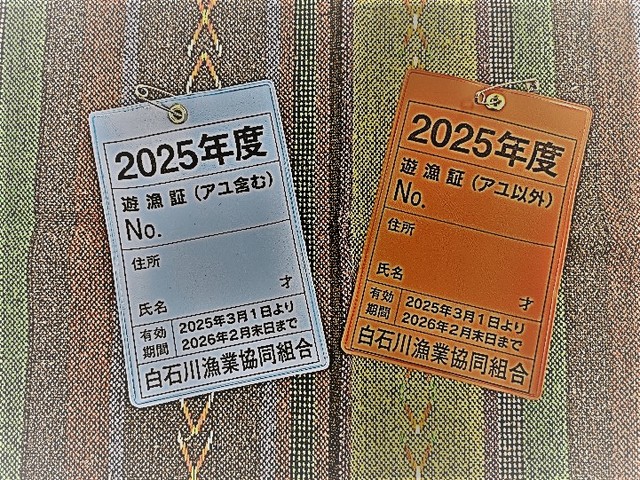 2025年度
遊漁証（アユ含む）
No.
住所
才
氏名
有効期間
2025年3月1日より
2026年2月末日まで
白石川漁業協同組合
2025年度
遊漁証（アユ以外）
No.
住所
才
氏名
有効期間
2025年3月1日より
2026年2月末日まで
白石川漁業協同組合